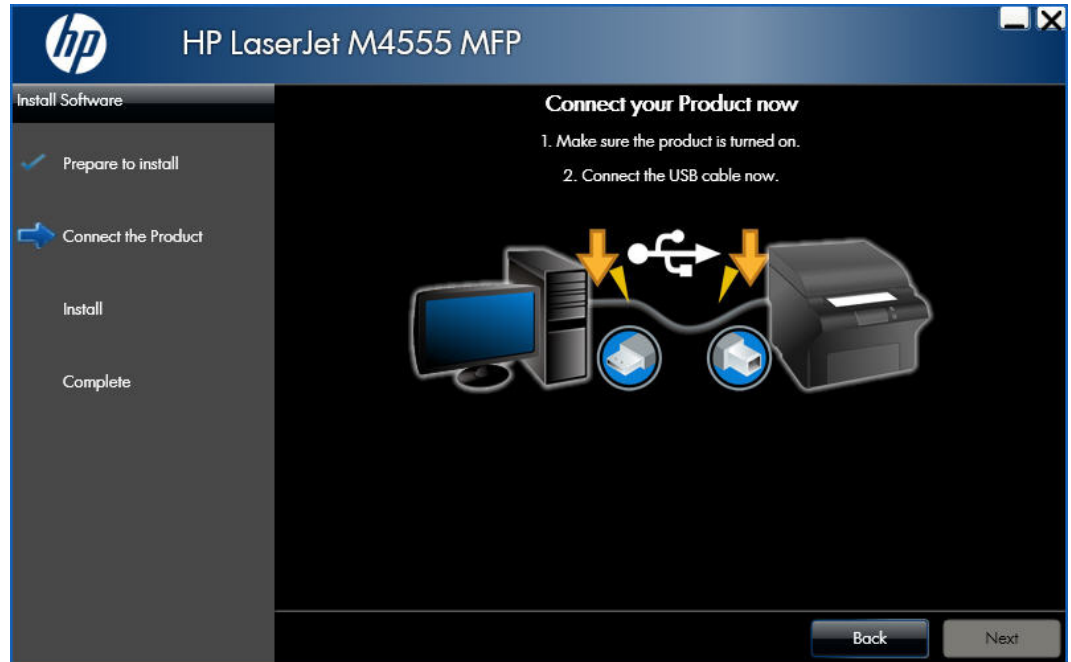 hp
HP LaserJet M4555 MFP
Install Software
Prepare to install
Connect the Product
Install
Complete
Connect your Product now
1. Make sure the product is turned on.
2. Connect the USB cable now.
Back
Next